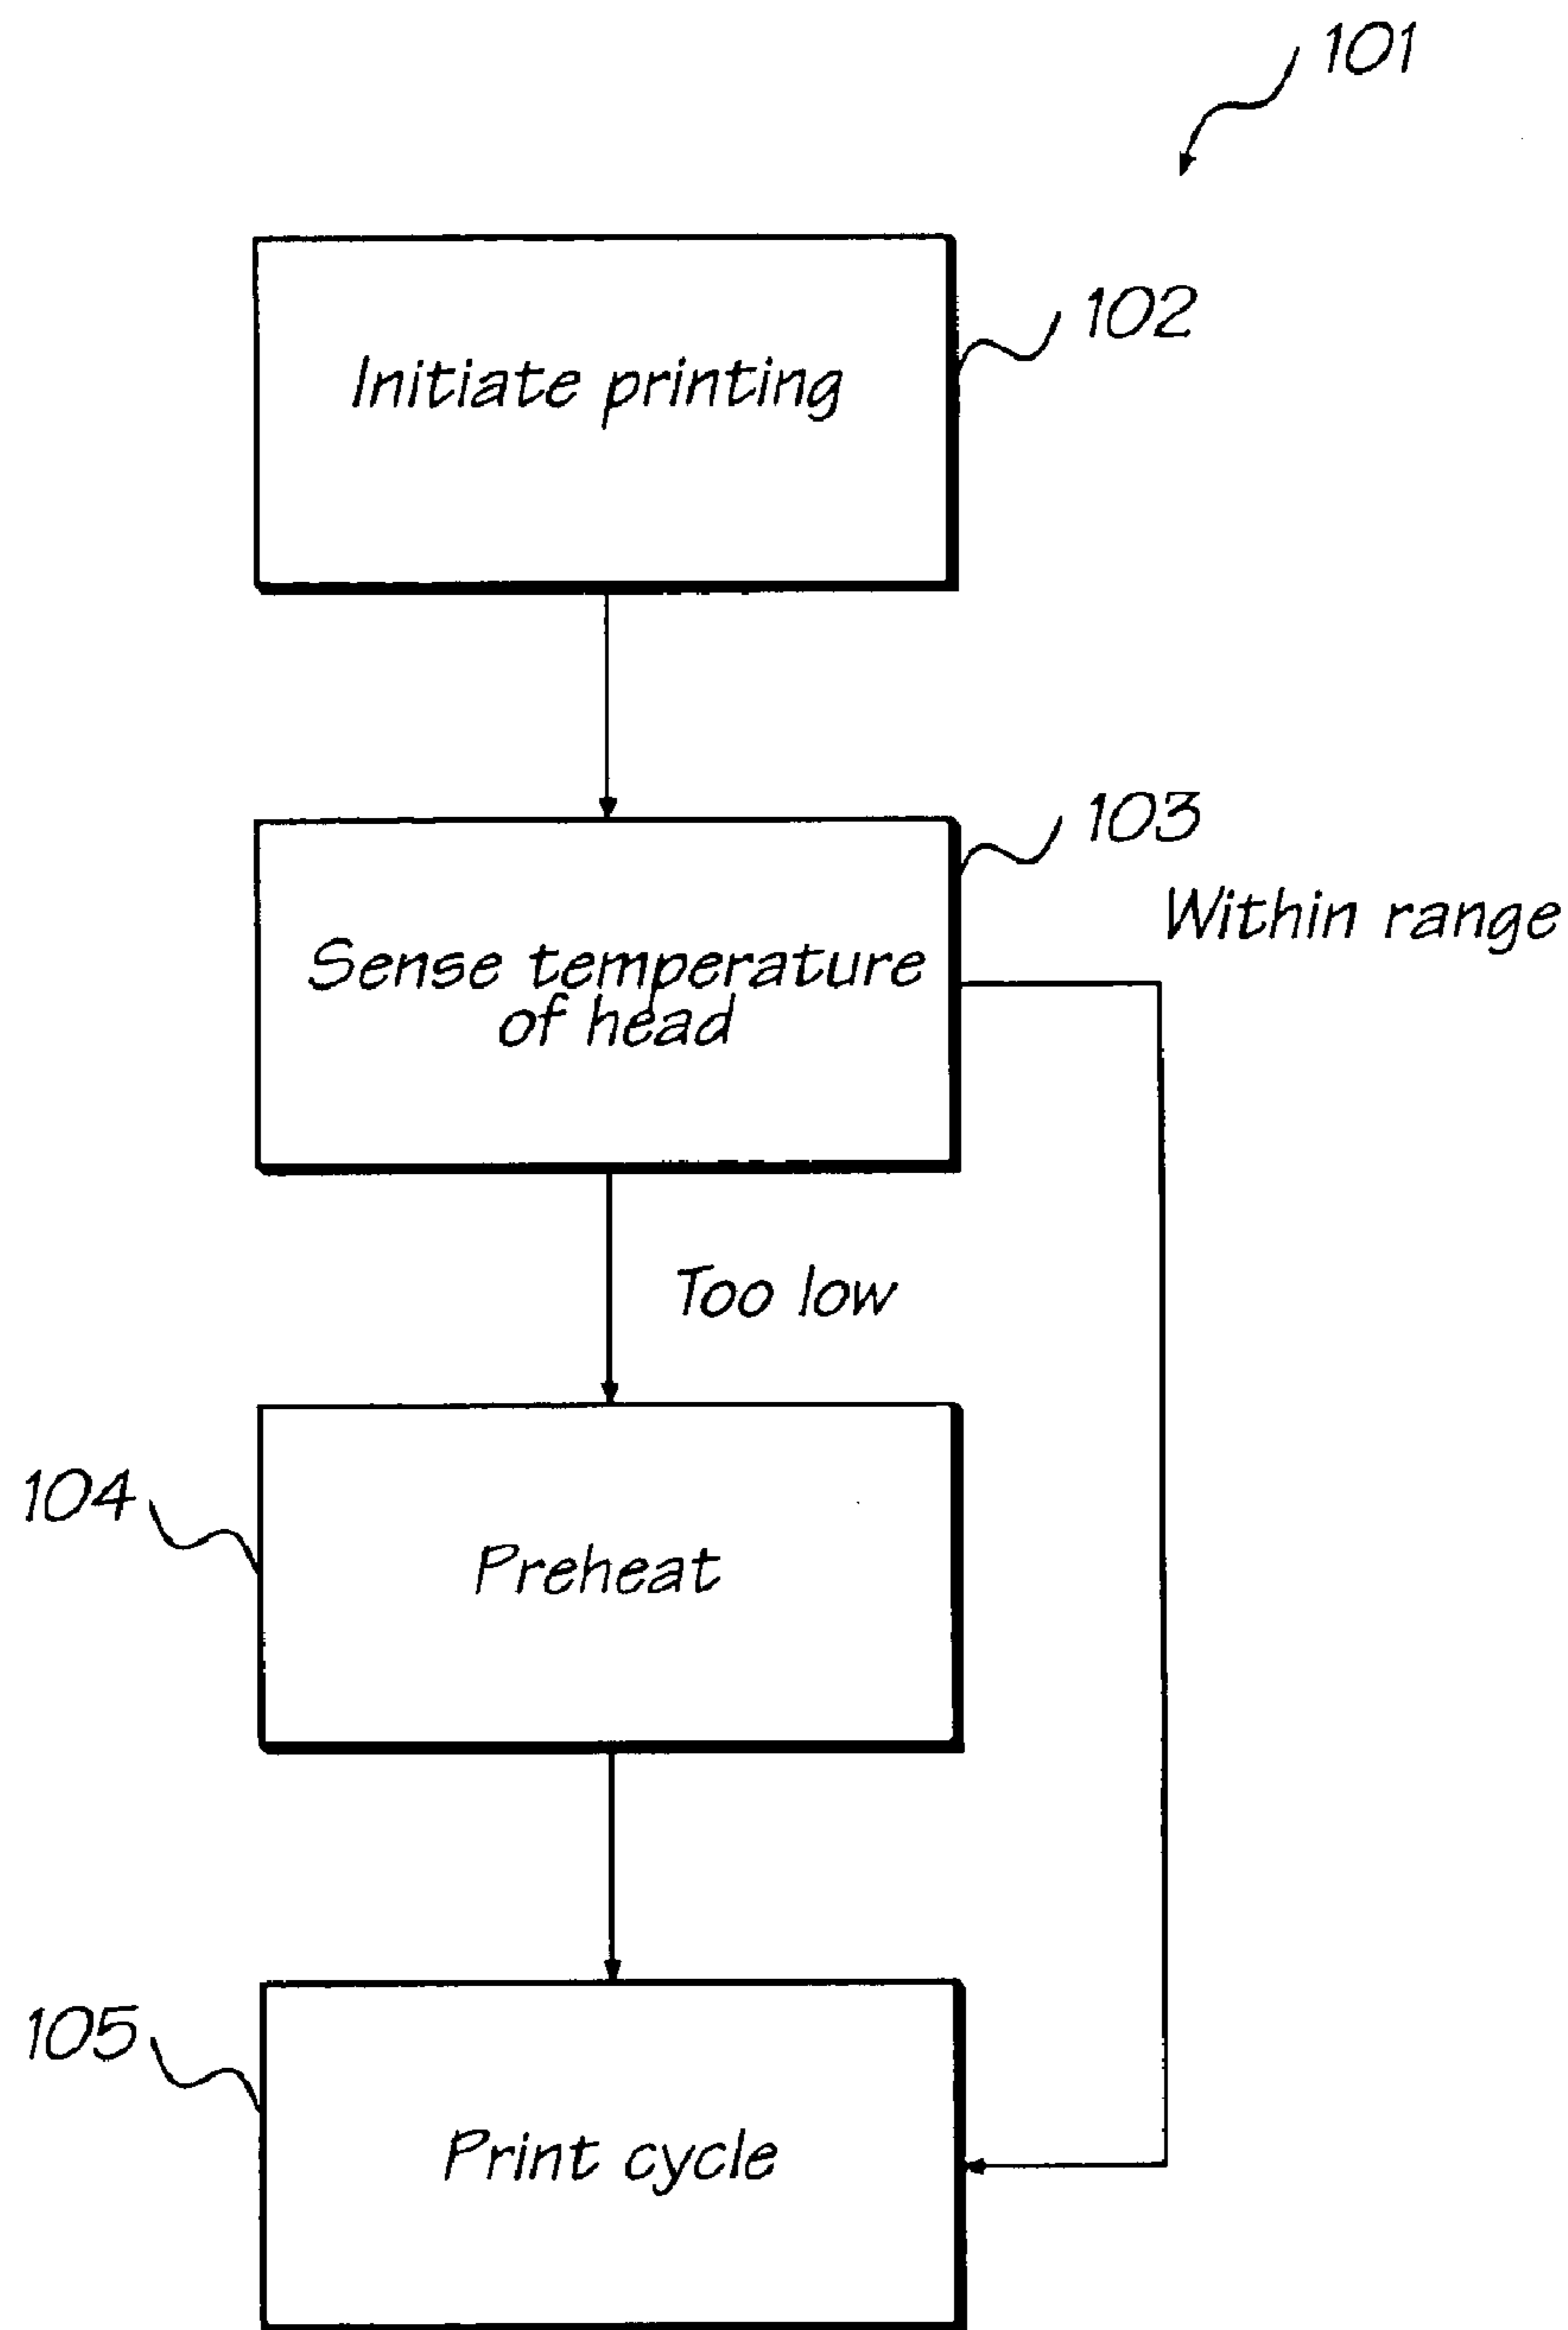 101
Initiate printing
102
103
Within range
Sense temperature
of head
Too low
104
Preheat
105
Print cycle